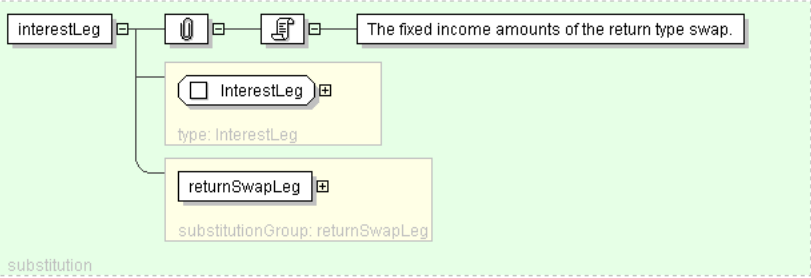 interestLeg
The fixed income amounts of the return type swap.
InterestLeg
type: InterestLeg
returnSwapLeg
substitutionGroup: returnSwapLeg
substitution